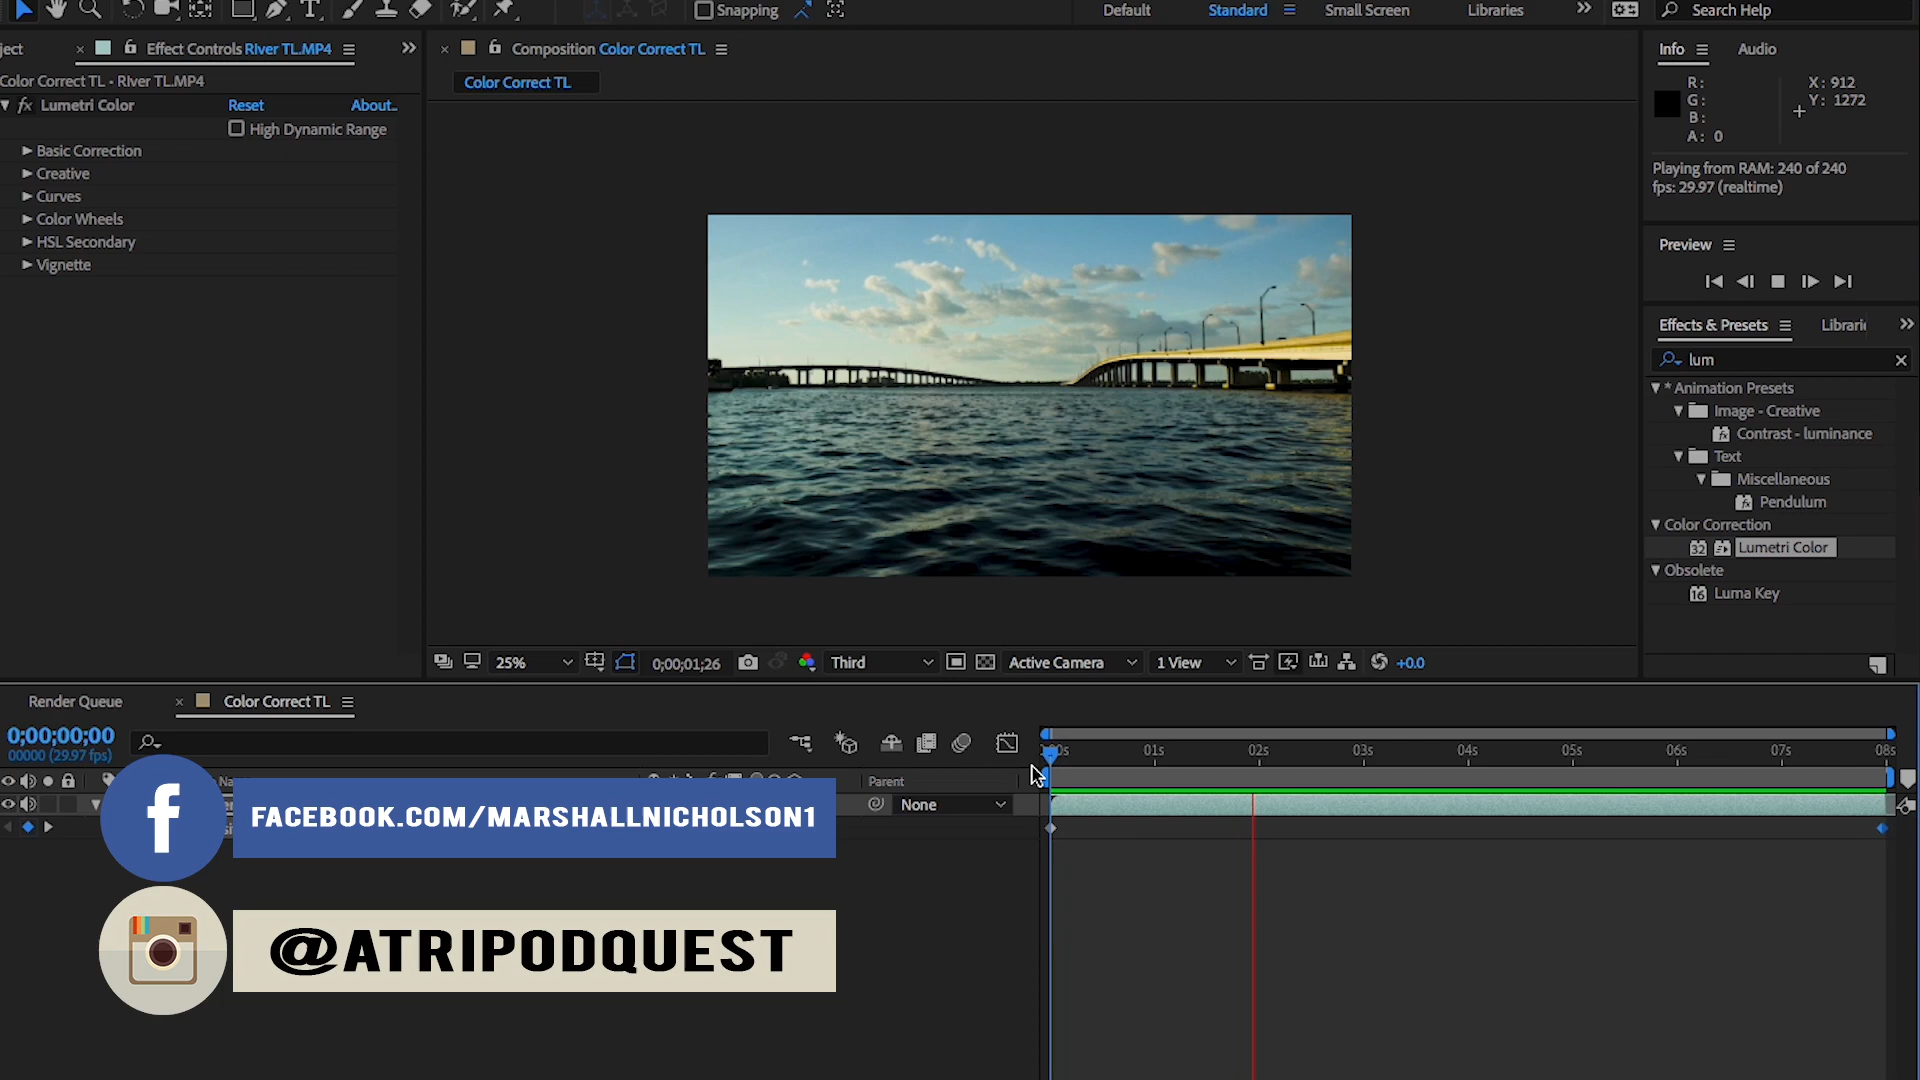 Snapping
Default
Standard
Small Screen
Libraries
Search Help
ject
Effect Controls RIver TL.MP4
Composition Color Correct TL
Info
Audio
Color Correct TL • RIver TL.MP4
Color Correct TL
R:
G:
B:
A: 0
X: 912
Y: 1272
fx Lumetri Color
Reset
About..
High Dynamic Range
Basic Correction
Creative
Curves
Color Wheels
HSL Secondary
Vignette
Playing from RAM: 240 of 240
fps: 29.97 (realtime)
Preview
Effects & Presets
Librari
lum
* Animation Presets
Image - Creative
Contrast - luminance
Text
Miscellaneous
Pendulum
Color Correction
32 Lumetri Color
Obsolete
16 Luma Key
25%
0;00;01;26
Third
Active Camera
1 View
+0.0
Render Queue
Color Correct TL
0;00;00;00
00000 (29.97 fps)
:00s
01s
02s
03s
04s
05s
06s
07s
08s
Parent
None
FACEBOOK.COM/MARSHALLNICHOLSON1
@ATRIPODQUEST